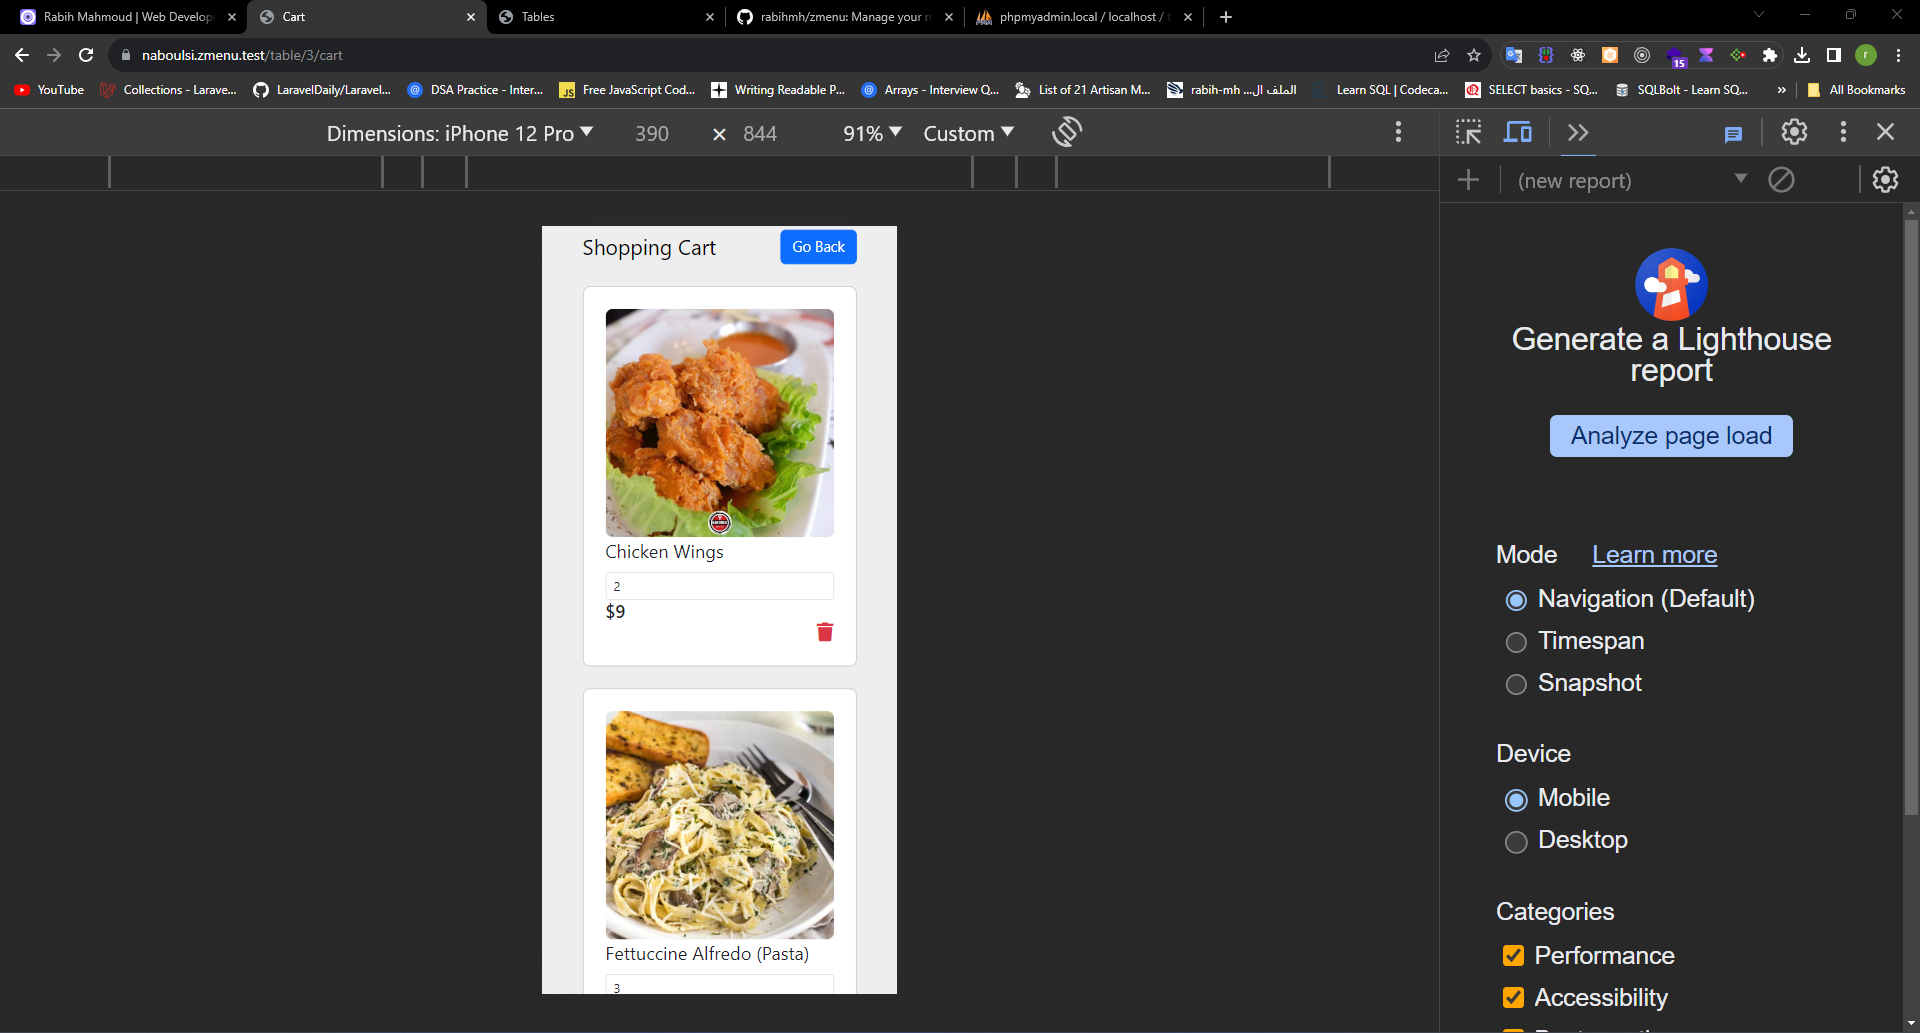 Rabih Mahmoud | Web Develop
Cart
Tables
rabihmh/zmenu: Manage your r
phpmyadmin.local / localhost /
naboulsi.zmenu.test/table/3/cart
15
r
YouTube
Collections - Larave...
LaravelDaily/Laravel...
DSA Practice - Inter...
JS
Free JavaScript Cod...
Writing Readable P...
Arrays - Interview Q...
List of 21 Artisan M...
rabih-mh ...الملف ال
Learn SQL | Codeca...
SELECT basics - SQ...
SQLBolt - Learn SQ...
»
All Bookmarks
Dimensions: iPhone 12 Pro
390 × 844
91%
Custom
(new report)
Shopping Cart
Go Back
Chicken Wings
2
$9
Fettuccine Alfredo (Pasta)
3
Generate a Lighthouse
report
Analyze page load
Mode
Learn more
Navigation (Default)
Timespan
Snapshot
Device
Mobile
Desktop
Categories
Performance
Accessibility